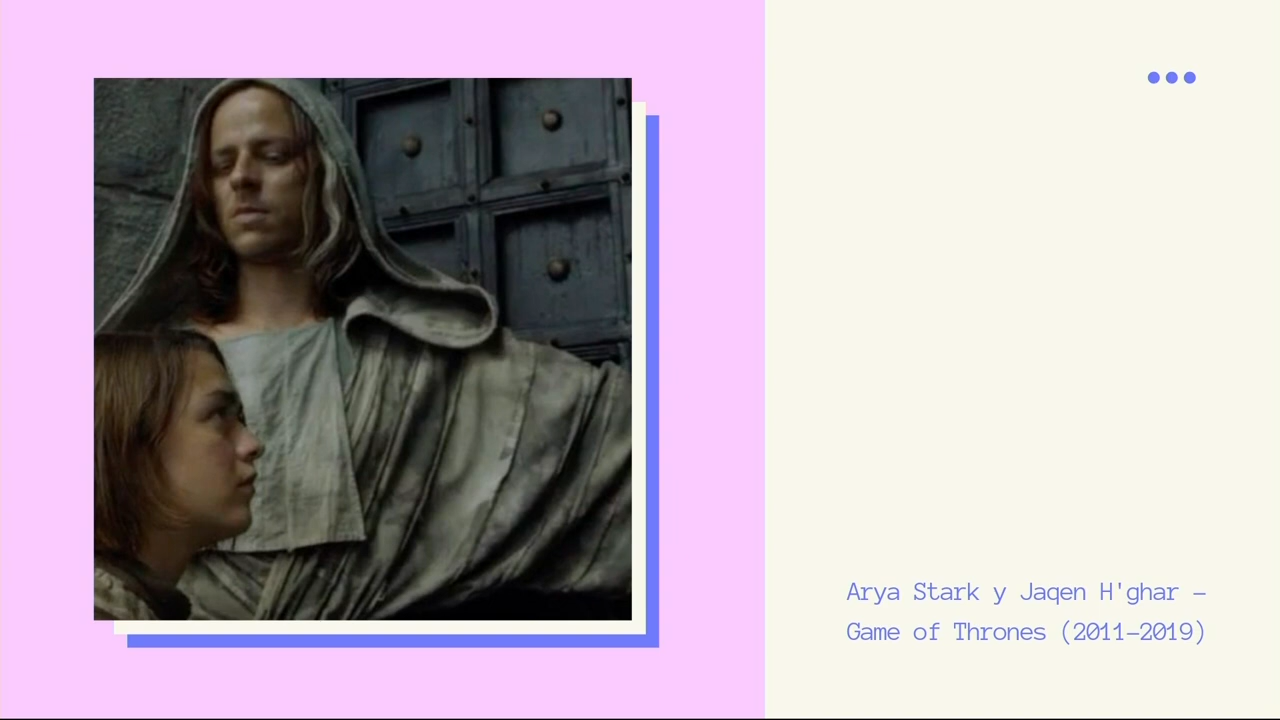 Arya Stark y Jaqen H'ghar -
Game of Thrones (2011-2019)